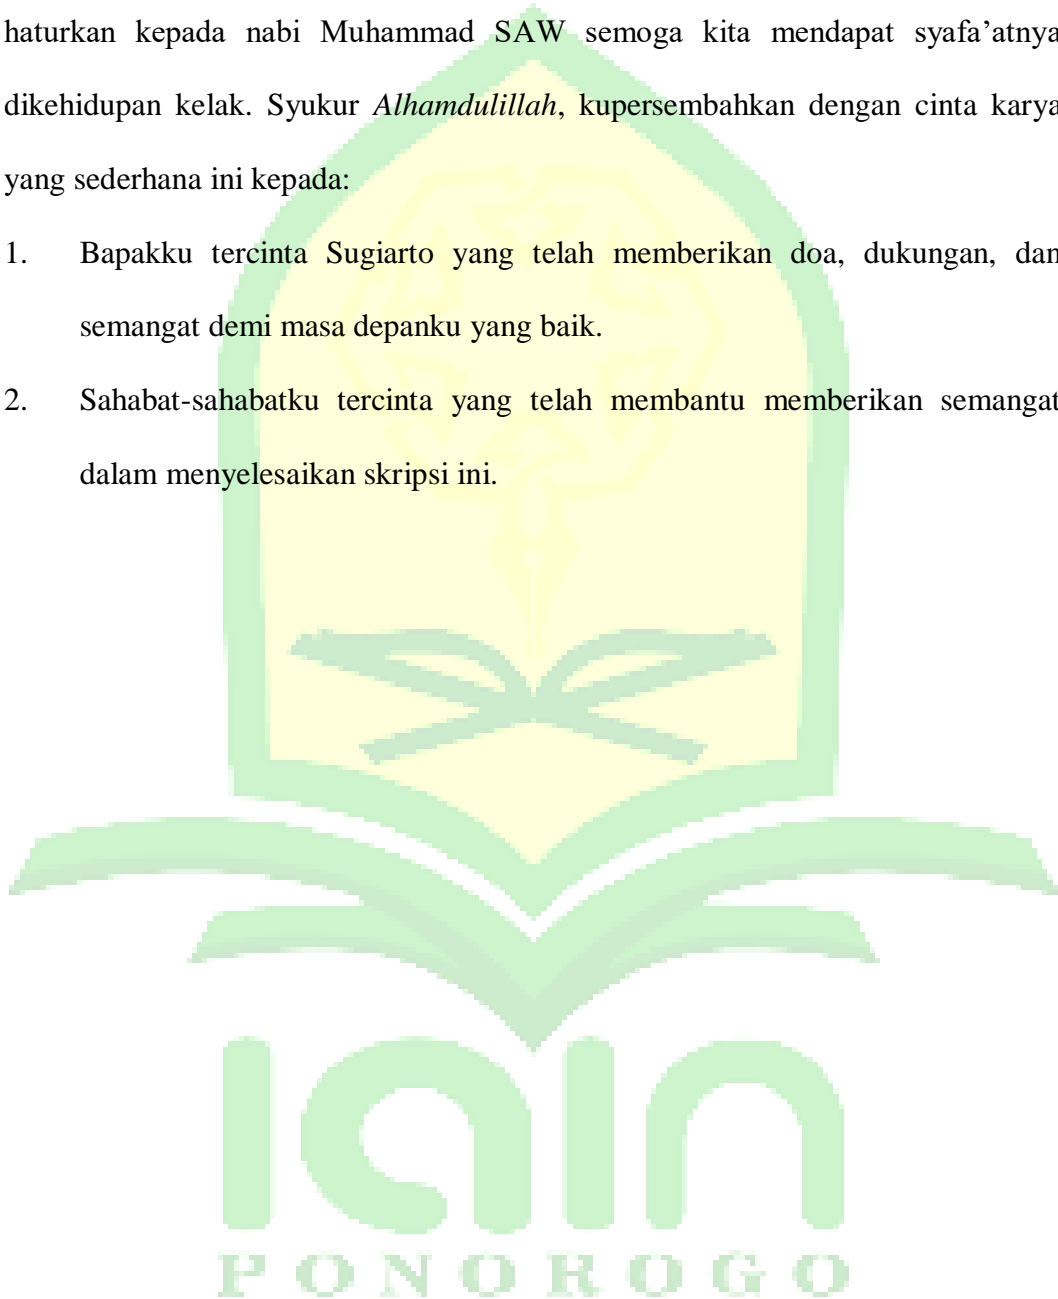 haturkan kepada nabi Muhammad SAW semoga kita mendapat syafa’atnya
dikehidupan kelak. Syukur Alhamdulillah, kupersembahkan dengan cinta karya
yang sederhana ini kepada:
1. Bapakku tercinta Sugiarto yang telah memberikan doa, dukungan, dan
semangat demi masa depanku yang baik.
2. Sahabat-sahabatku tercinta yang telah membantu memberikan semangat
dalam menyelesaikan skripsi ini.
iain
PONOROGO